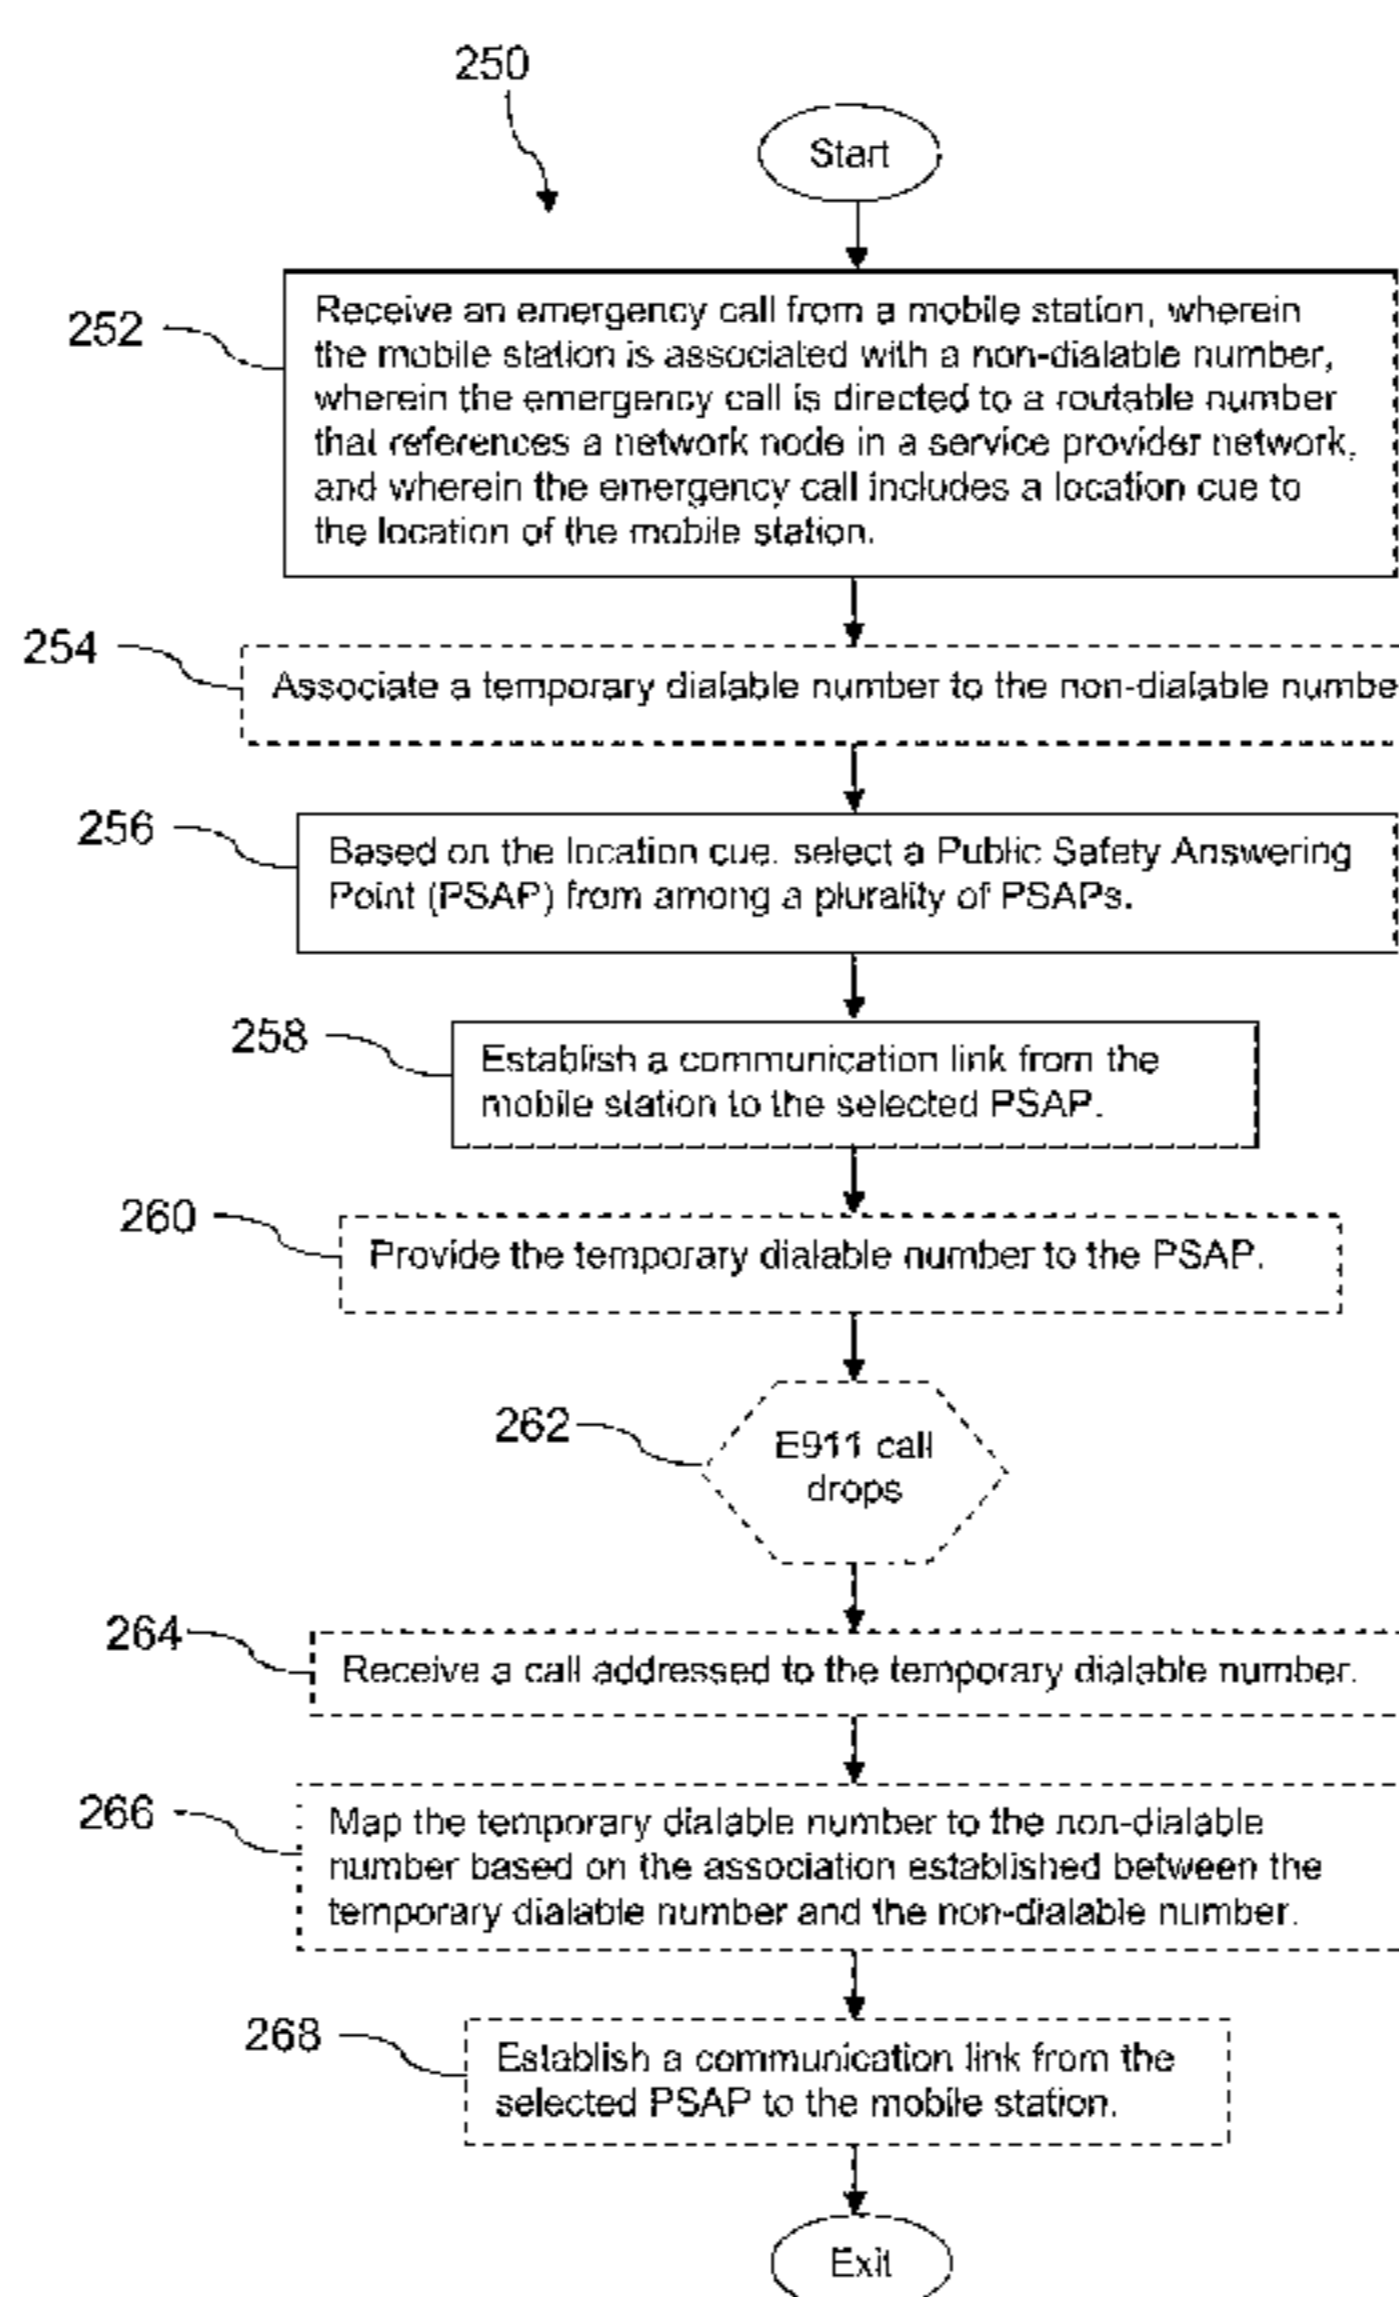 250
Start
252
Receive an emergency call from a mobile station, wherein
the mobile station is associated with a non-dialable number,
wherein the emergency call is directed to a routable number
that references a network node in a service provider network,
and wherein the emergency call includes a location cue to
the location of the mobile station.
254
Associate a temporary dialable number to the non-dialable numbe
256
Based on the location cue, select a Public Safety Answering
Point (PSAP) from among a plurality of PSAPs.
258
Establish a communication link from the
mobile station to the selected PSAP.
260
Provide the temporary dialable number to the PSAP.
262
E911 call
drops
264
Receive a call addressed to the temporary dialable number.
266
Map the temporary dialable number to the non-dialable
number based on the association established between the
temporary dialable number and the non-dialable number.
268
Establish a communication link from the
selected PSAP to the mobile station.
Exit